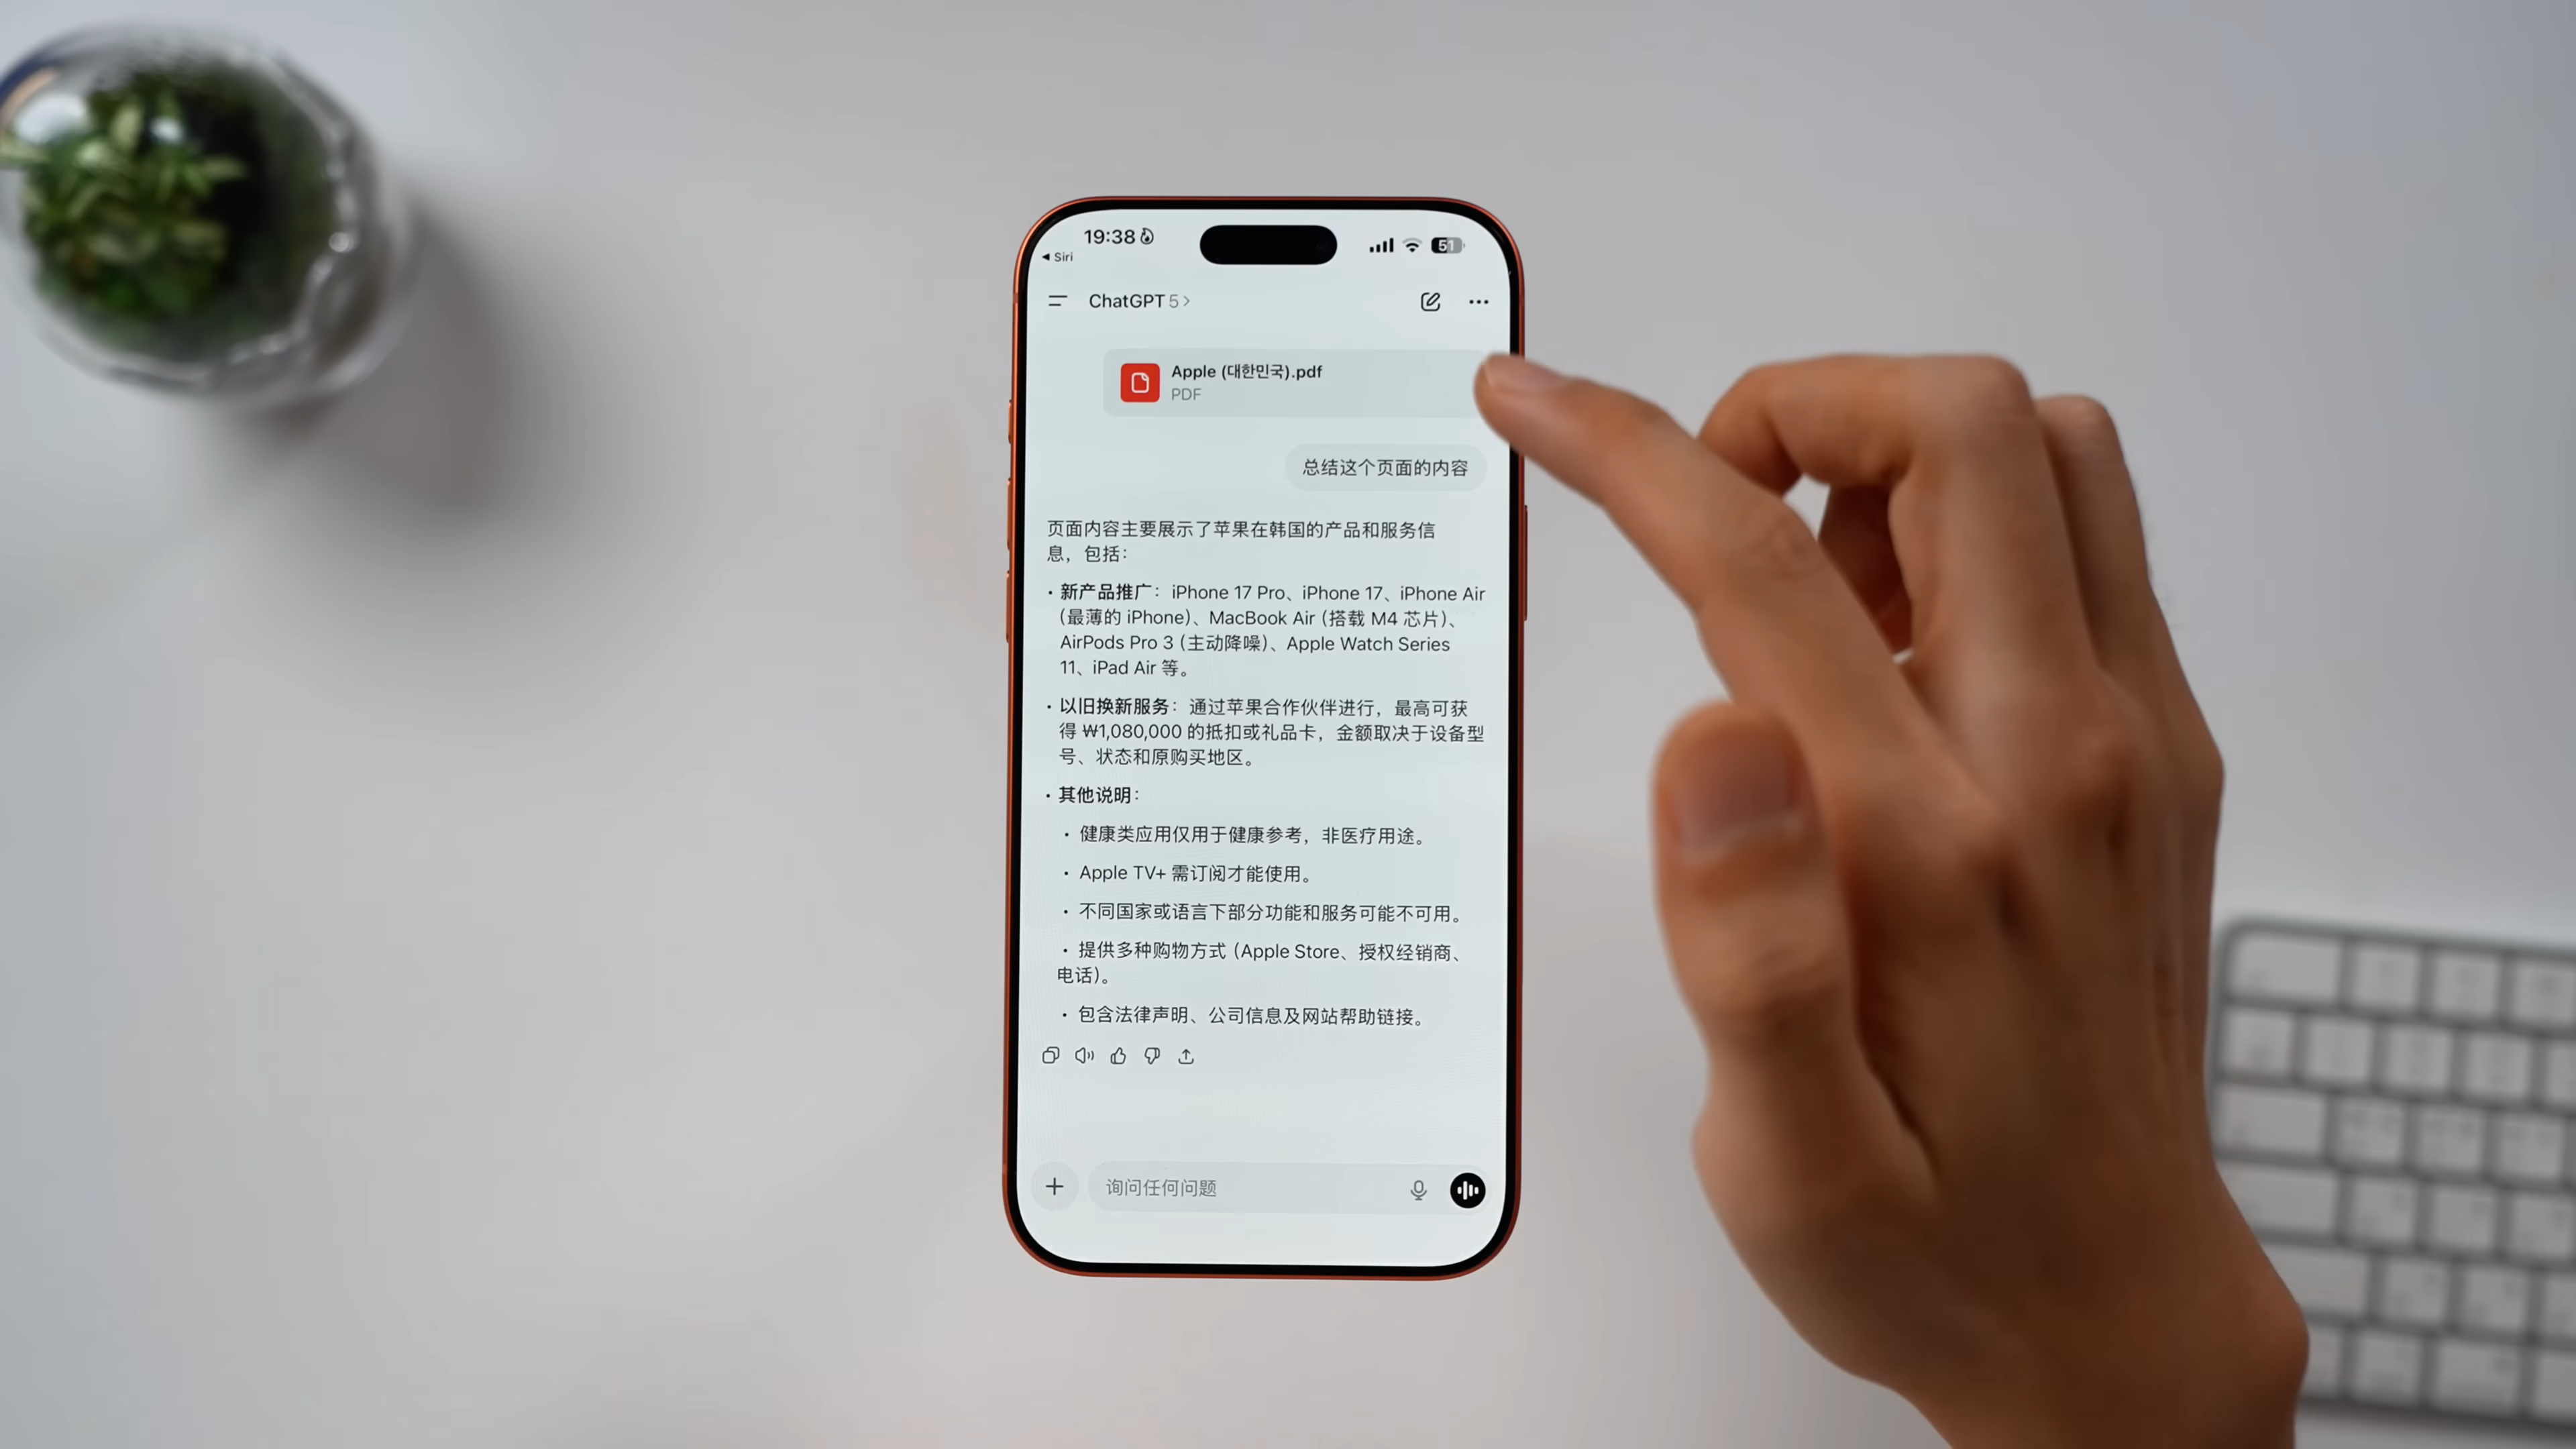 19:38
51
◀ Siri
ChatGPT 5 >
Apple (대한민국).pdf
PDF
总结这个页面的内容
页面内容主要展示了苹果在韩国的产品和服务信
息，包括：
• 新产品推广：iPhone 17 Pro、iPhone 17、iPhone Air
(最薄的 iPhone)、MacBook Air (搭载 M4 芯片)、
AirPods Pro 3 (主动降噪)、Apple Watch Series
11、iPad Air 等。
• 以旧换新服务：通过苹果合作伙伴进行，最高可获
得 ₩1,080,000 的抵扣或礼品卡，金额取决于设备型
号、状态和原购买地区。
• 其他说明：
• 健康类应用仅用于健康参考，非医疗用途。
• Apple TV+ 需订阅才能使用。
• 不同国家或语言下部分功能和服务可能不可用。
• 提供多种购物方式 (Apple Store、授权经销商、
电话)。
• 包含法律声明、公司信息及网站帮助链接。
询问任何问题